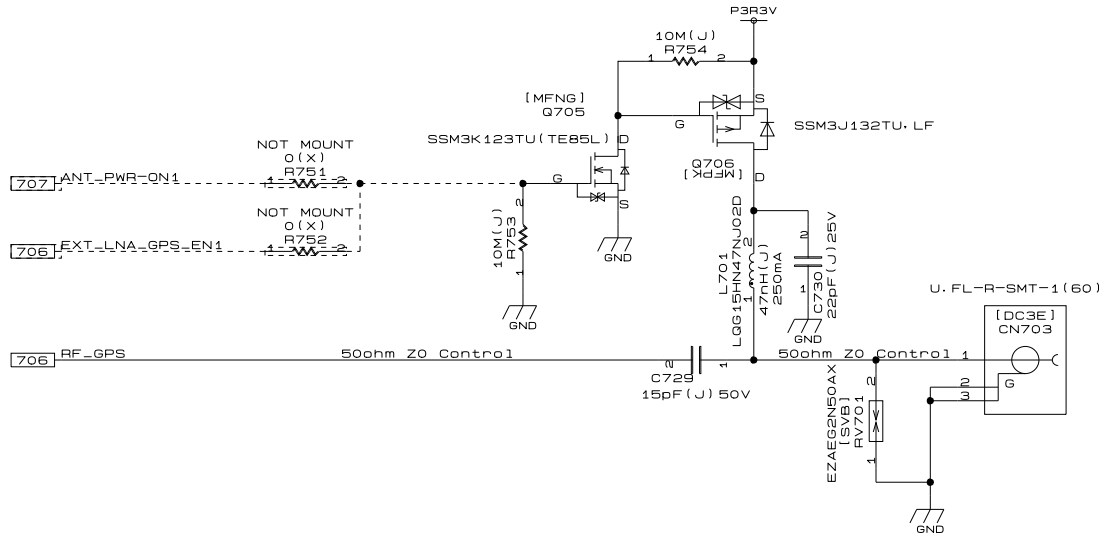 P3R3V
10M(J)
R754
1
2
[MFNG]
Q705
S
G
SSM3J132TU.LF
SSM3K123TU(TE85L)
D
Q706
[MFPK]
D
NOT MOUNT
0(X)
R751
707
ANT_PWR-ON1
1
2
G
S
NOT MOUNT
0(X)
R752
706
EXT_LNA_GPS_EN1
1
2
2
10M(J)
R753
1
GND
GND
LQG15HN47NJ02D
L701
2
1
47nH(J)
250mA
2
1
C730
22pF(J)25V
GND
U.FL-R-SMT-1(60)
[DC3E]
CN703
706
RF_GPS
50ohm Z0 Control
2
1
C729
15pF(J)50V
50ohm Z0 Control
1
2
3
G
EZAEG2N50AX
[SVB]
RV701
2
1
GND